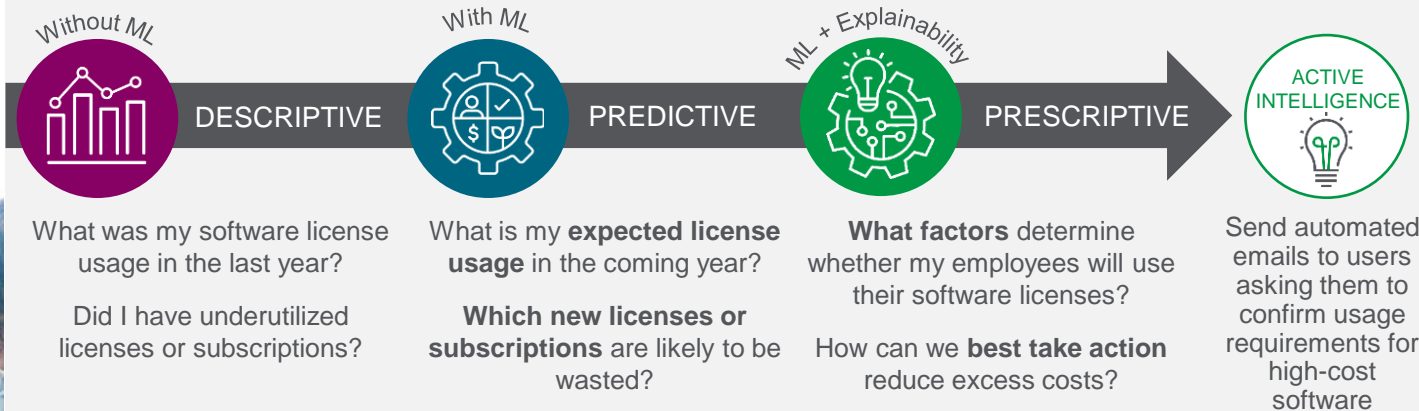 Without ML
DESCRIPTIVE
What was my software license
usage in the last year?
Did I have underutilized
licenses or subscriptions?
With ML
$
PREDICTIVE
What is my expected license
usage in the coming year?
Which new licenses or
subscriptions are likely to be
wasted?
ML + Explainability
PRESCRIPTIVE
What factors determine
whether my employees will use
their software licenses?
How can we best take action
reduce excess costs?
ACTIVE
INTELLIGENCE
Send automated
emails to users
asking them to
confirm usage
requirements for
high-cost
software